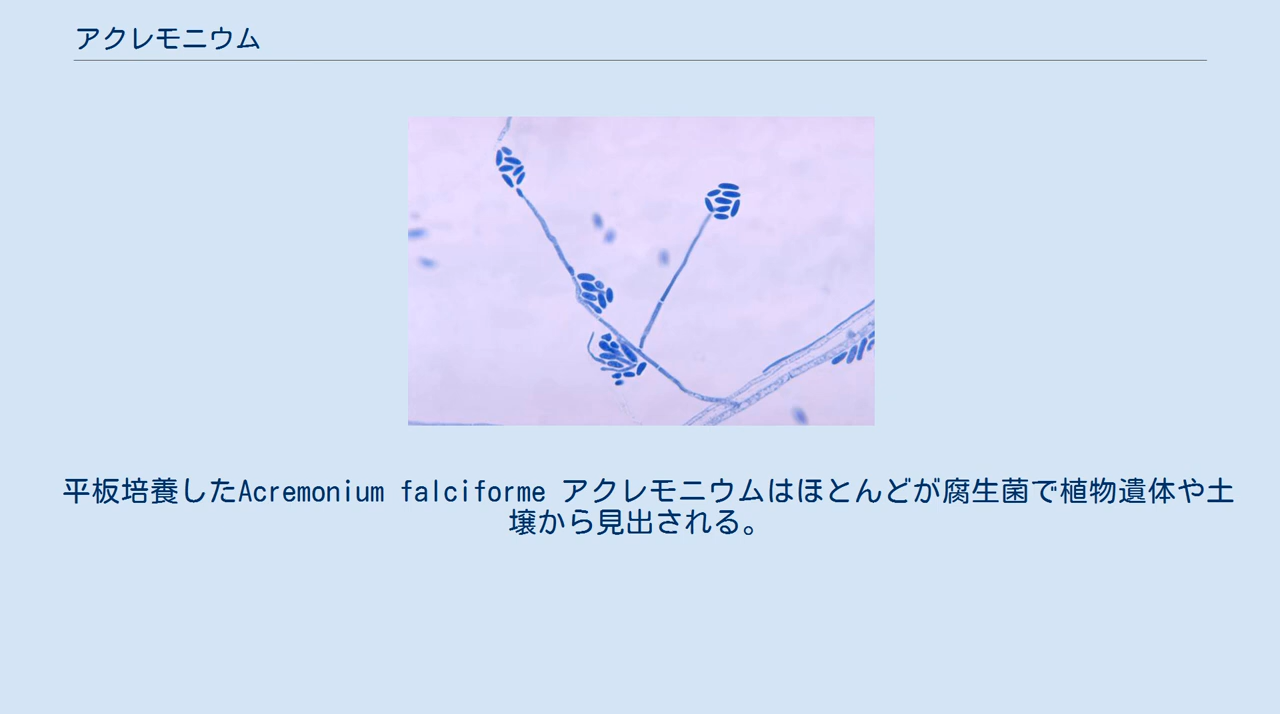 アクレモニウム
平板培養したAcremonium falciforme アクレモニウムはほとんどが腐生菌で植物遺体や土
壌から見出される。